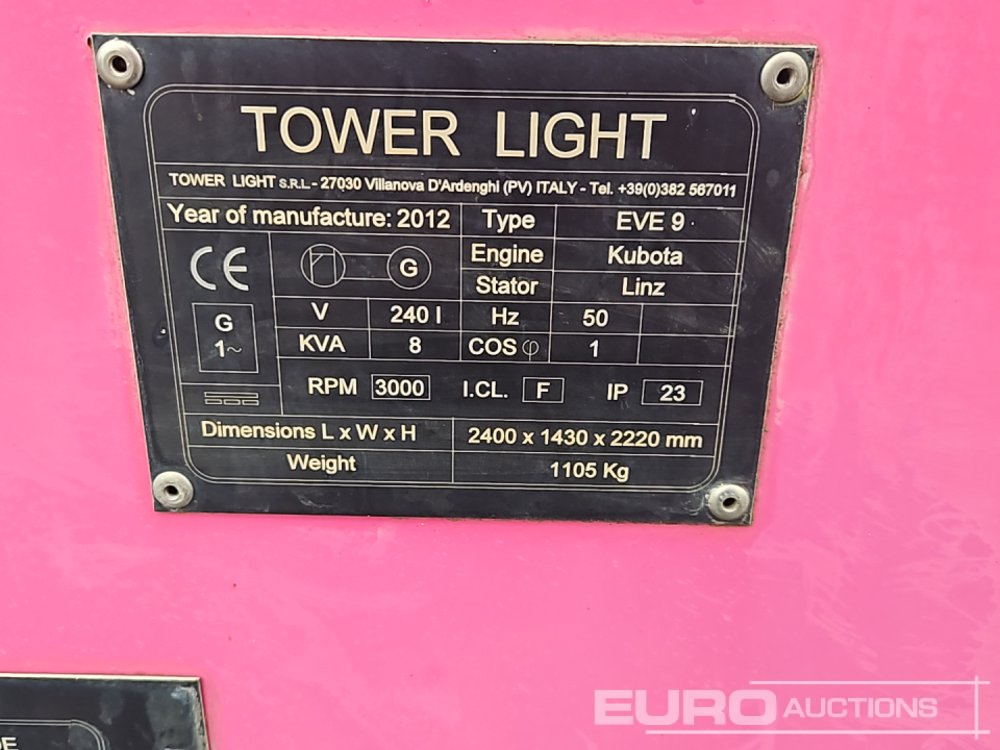 TOWER LIGHT
TOWER LIGHT S.R.L. - 27030 Villanova D'Ardenghi (PV) ITALY - Tel. +39(0)382 567011
Year of manufacture: 2012 Type EVE 9
CE G Engine Kubota
Stator Linz
G V 240 I Hz 50
1~ KVA 8 COS φ 1
RPM 3000 I.CL. F IP 23
Dimensions L x W x H 2400 x 1430 x 2220 mm
Weight 1105 Kg
EURO AUCTIONS